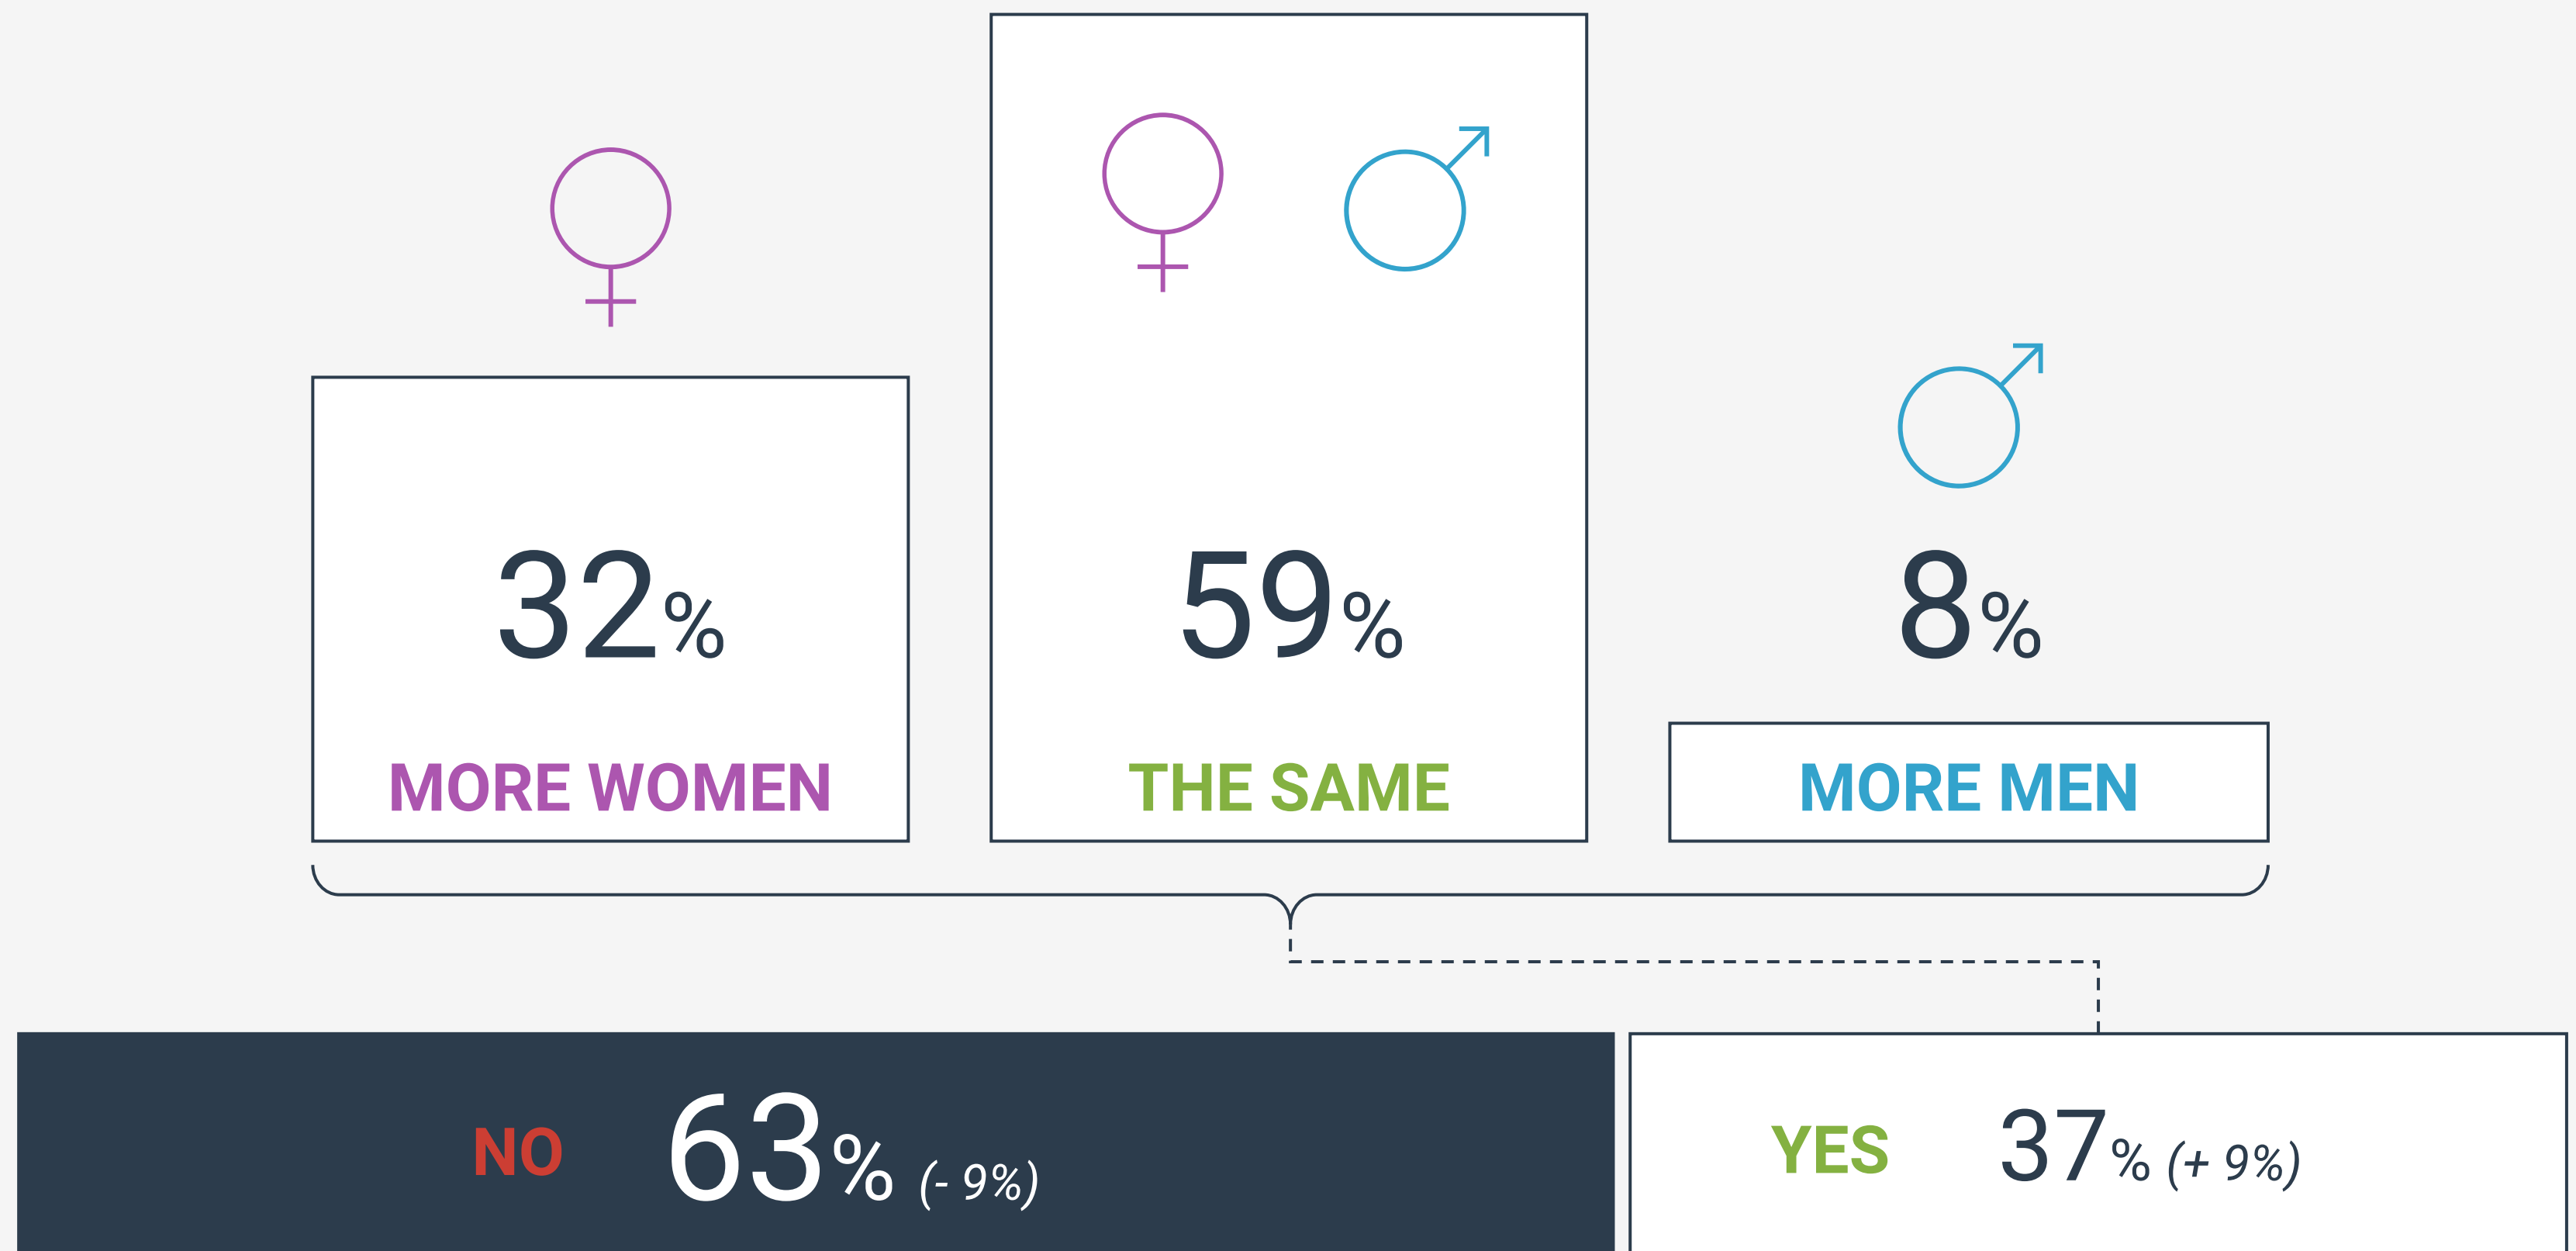 32% 59% 8%
MORE WOMEN THE SAME MORE MEN
NO 63% (- 9%) YES 37% (+ 9%)